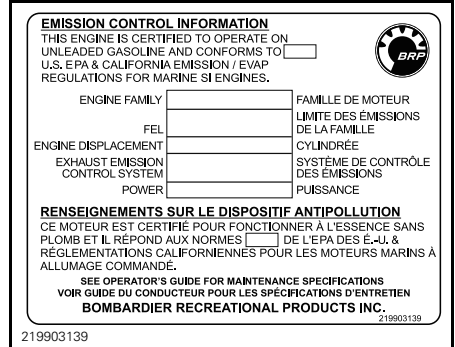 EMISSION CONTROL INFORMATION
THIS ENGINE IS CERTIFIED TO OPERATE ON
UNLEADED GASOLINE AND CONFORMS TO
U.S. EPA & CALIFORNIA EMISSION / EVAP
REGULATIONS FOR MARINE SI ENGINES.
BRP
ENGINE FAMILY FAMILLE DE MOTEUR
LIMITE DES ÉMISSIONS
FEL DE LA FAMILLE
ENGINE DISPLACEMENT CYLINDRÉE
EXHAUST EMISSION SYSTÈME DE CONTRÔLE
CONTROL SYSTEM DES ÉMISSIONS
POWER PUISSANCE
RENSEIGNEMENTS SUR LE DISPOSITIF ANTIPOLLUTION
CE MOTEUR EST CERTIFIÉ POUR FONCTIONNER À L'ESSENCE SANS
PLOMB ET IL RÉPOND AUX NORMES DE L'EPA DES É.-U. &
RÉGLEMENTATIONS CALIFORNIENNES POUR LES MOTEURS MARINS À
ALLUMAGE COMMANDÉ.
SEE OPERATOR'S GUIDE FOR MAINTENANCE SPECIFICATIONS
VOIR GUIDE DU CONDUCTEUR POUR LES SPÉCIFICATIONS D'ENTRETIEN
BOMBARDIER RECREATIONAL PRODUCTS INC.
219903139
219903139